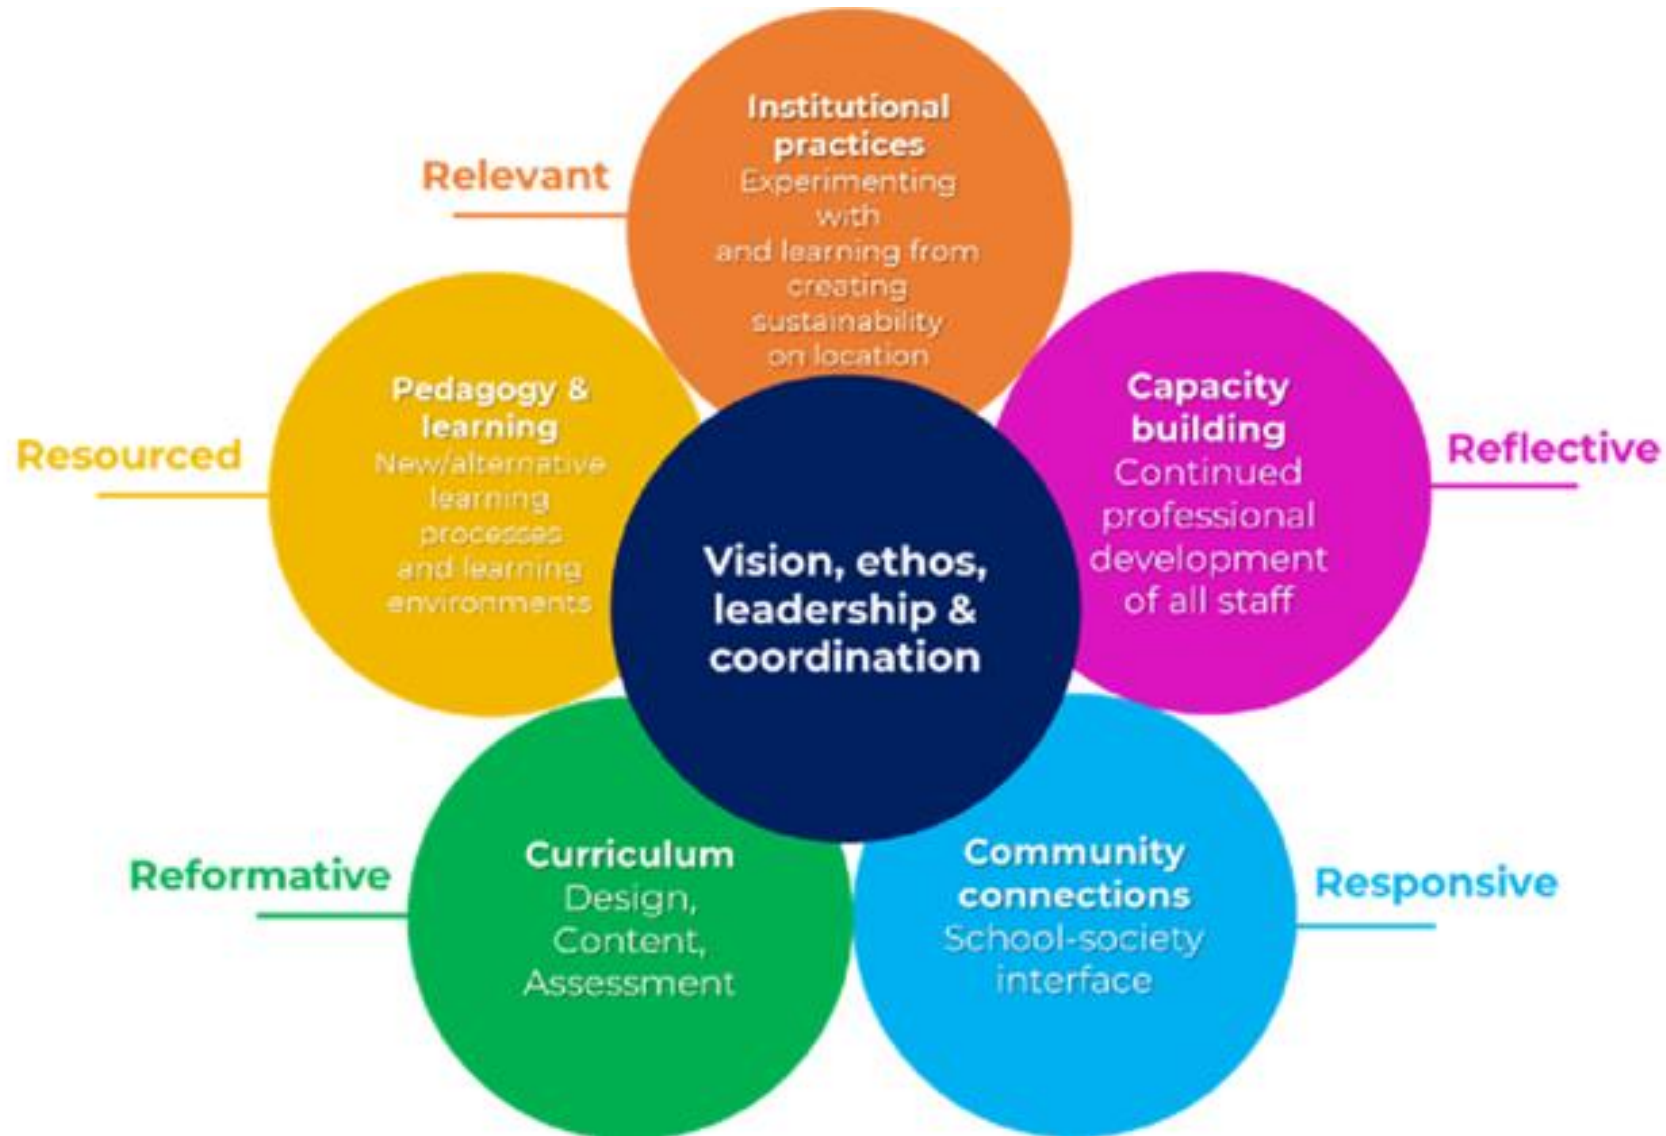 Relevant
Institutional
practices
Experimenting
with
and learning from
creating
sustainability
on location
Resourced
Pedagogy &
learning
New/alternative
learning
processes
and learning
environments
Capacity
building
Continued
professional
development
of all staff
Reflective
Vision, ethos,
leadership &
coordination
Reformative
Curriculum
Design,
Content,
Assessment
Community
connections
School-society
interface
Responsive